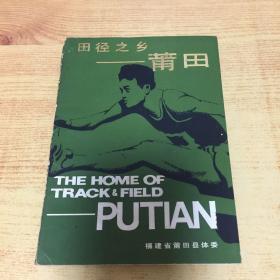 田径之乡
——莆田
THE HOME OF
TRACK & FIELD
——PUTIAN
福建省莆田县体委